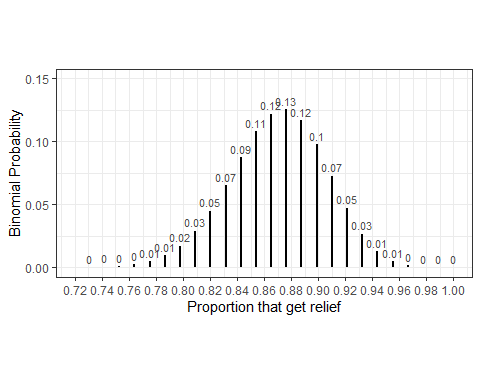 0.15
0.12 0.13
0.11 0.12
0.10 0.09 0.1
0.07 0.07
0.05 0.05 0.05
0.03 0.03
0.02 0.01
0 0 0 0 0.01 0.01 0.01 0 0 0 0
0.00
0.72 0.74 0.76 0.78 0.80 0.82 0.84 0.86 0.88 0.90 0.92 0.94 0.96 0.98 1.00
Proportion that get relief
Binomial Probability